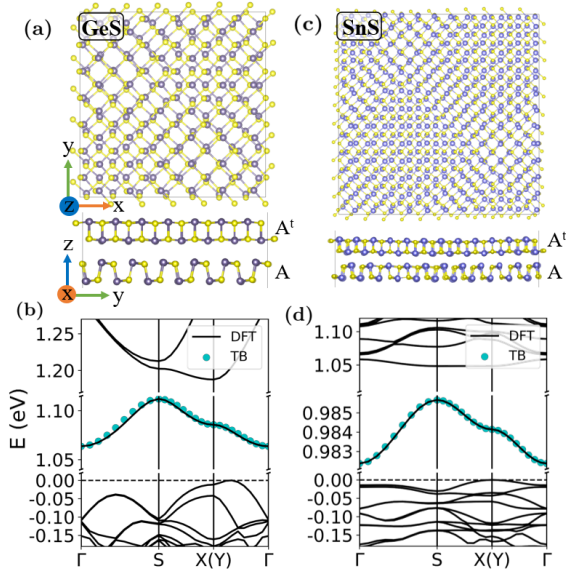 (a)
GeS
y
z
x
A^t
z
A
x
y
(c)
SnS
A^t
A
(b)
1.25
1.20
DFT
TB
1.10
1.05
E (eV)
0.00
-0.05
-0.10
-0.15
Γ
S
X(Y)
Γ
(d)
1.10
1.05
DFT
TB
0.985
0.984
0.983
0.00
-0.05
-0.10
-0.15
Γ
S
X(Y)
Γ